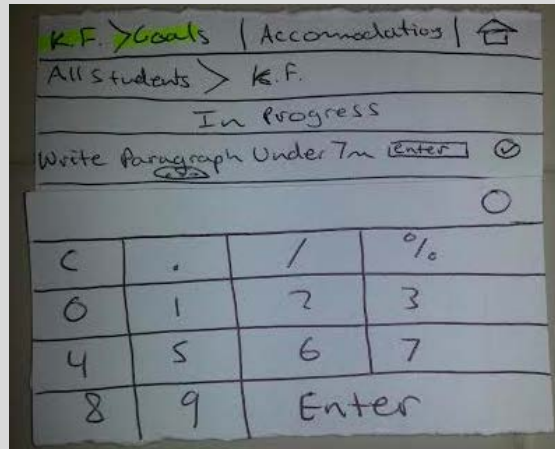 K.F. > Goals | Accomodations |
All Students > K.F.
In Progress
Write Paragraph Under 7m Enter
0
C . / %
0 1 2 3
4 5 6 7
8 9 Enter